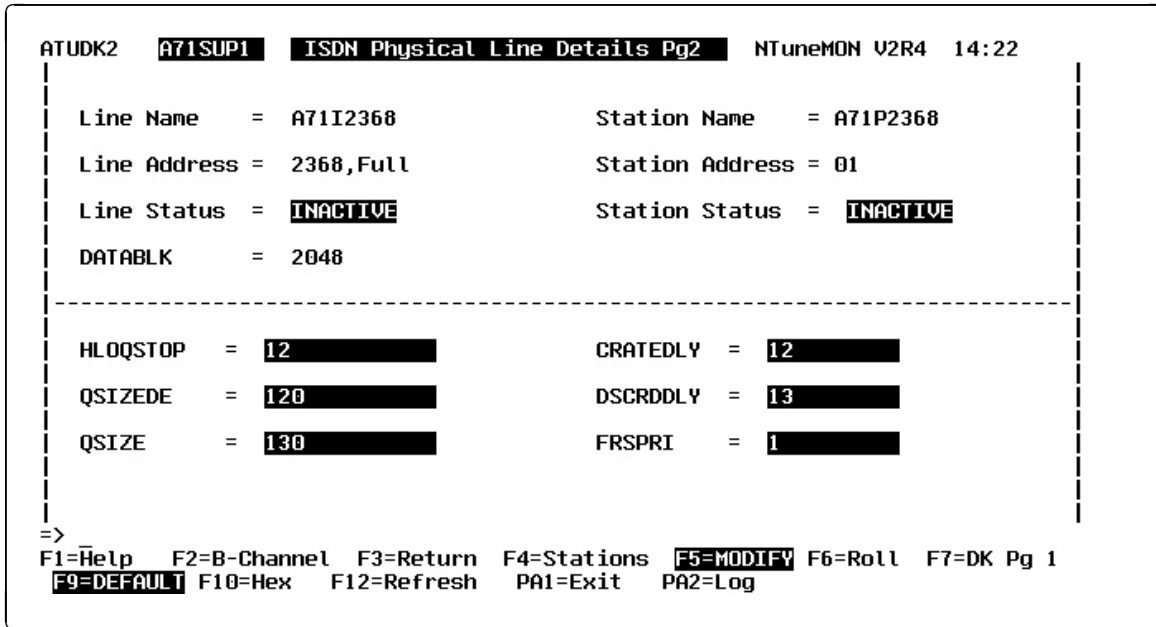 ATUDK2 A71SUP1 ISDN Physical Line Details Pg2 NTuneMON V2R4 14:22
Line Name = A71I2368 Station Name = A71P2368
Line Address = 2368,Full Station Address = 01
Line Status = INACTIVE Station Status = INACTIVE
DATABLK = 2048
HLOQSTOP = 12 CRATEDLY = 12
QSIZEDE = 120 DSCRDDLY = 13
QSIZE = 130 FRSPRI = 1
=> _
F1=Help F2=B-Channel F3=Return F4=Stations F5=MODIFY F6=Roll F7=DK Pg 1
F9=DEFAULT F10=Hex F12=Refresh PA1=Exit PA2=Log